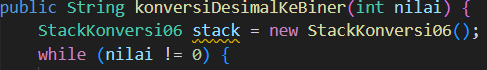 public String konversiDesimalKeBiner(int nilai) {
StackKonversi06 stack = new StackKonversi06();
while (nilai != 0) {